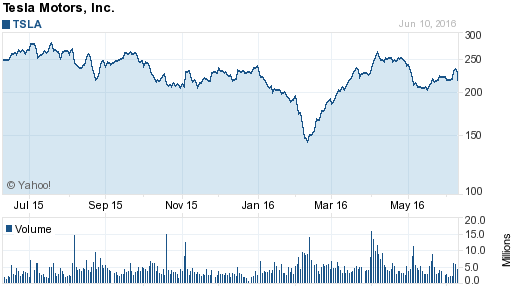 Tesla Motors, Inc.
TSLA
Jun 10, 2016
300
250
200
150
100
© Yahoo!
Jul 15 Sep 15 Nov 15 Jan 16 Mar 16 May 16
Volume
20.0
15.0
10.0
5.0
0.0
Millions